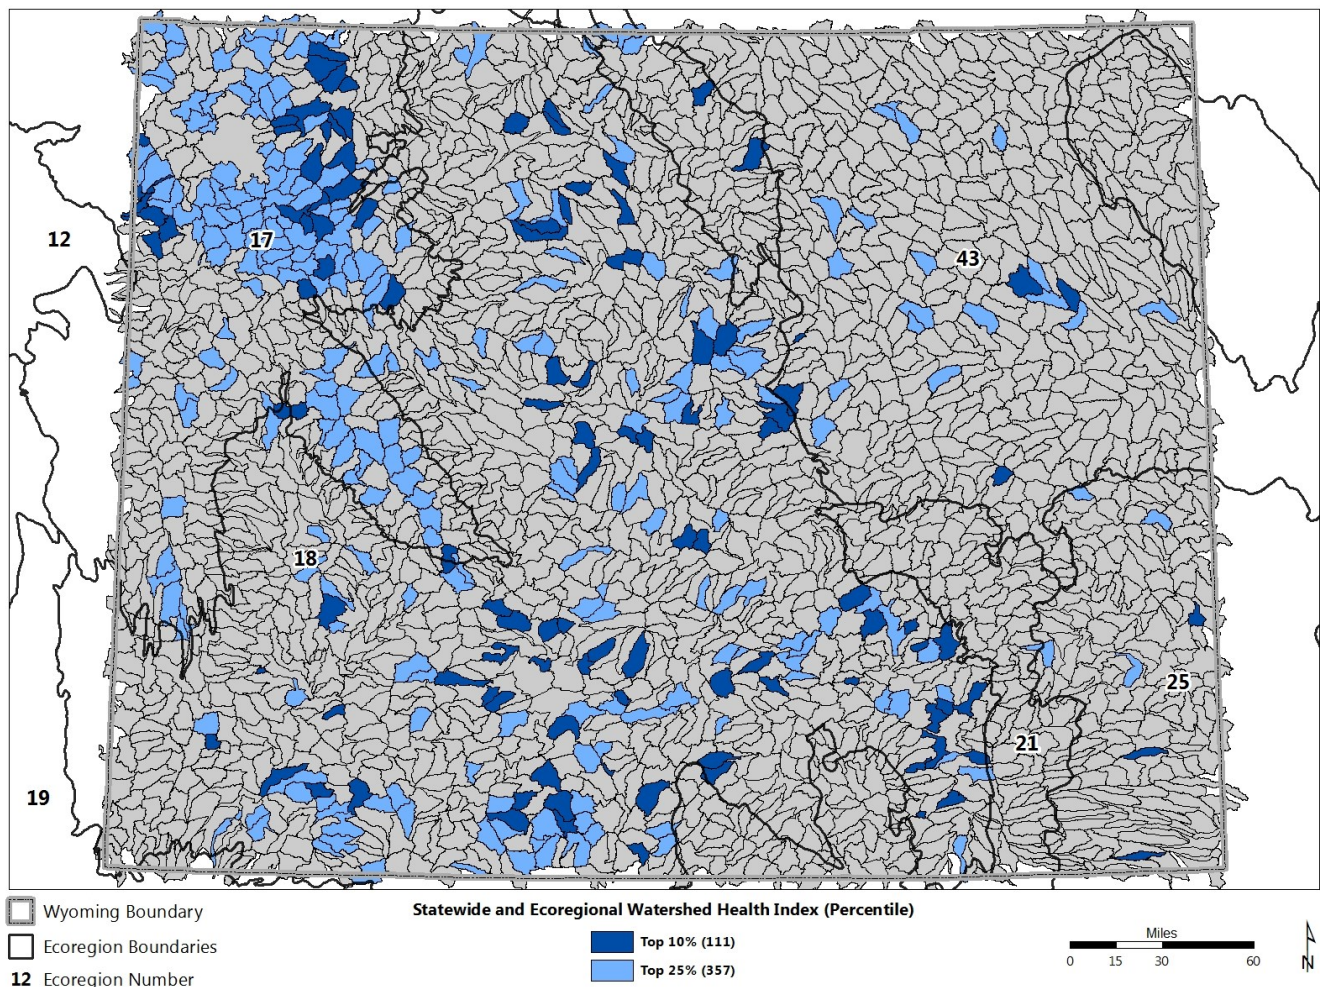 12
17
43
18
25
21
19
Wyoming Boundary
Ecoregion Boundaries
12 Ecoregion Number
Statewide and Ecoregional Watershed Health Index (Percentile)
Top 10% (111)
Top 25% (357)
Miles
0 15 30 60
N